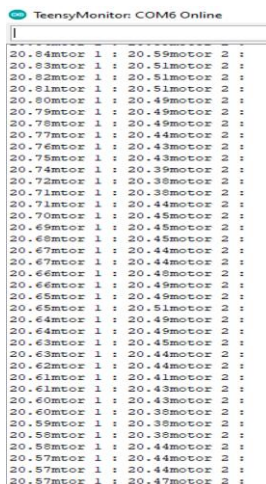 TeensyMonitor: COM6 Online
20.84mtor 1 : 20.59motor 2 :
20.83mtor 1 : 20.51motor 2 :
20.82mtor 1 : 20.51motor 2 :
20.81mtor 1 : 20.51motor 2 :
20.80mtor 1 : 20.49motor 2 :
20.79mtor 1 : 20.49motor 2 :
20.78mtor 1 : 20.49motor 2 :
20.77mtor 1 : 20.44motor 2 :
20.76mtor 1 : 20.43motor 2 :
20.75mtor 1 : 20.43motor 2 :
20.74mtor 1 : 20.39motor 2 :
20.72mtor 1 : 20.38motor 2 :
20.71mtor 1 : 20.38motor 2 :
20.71mtor 1 : 20.44motor 2 :
20.70mtor 1 : 20.45motor 2 :
20.69mtor 1 : 20.45motor 2 :
20.68mtor 1 : 20.45motor 2 :
20.67mtor 1 : 20.44motor 2 :
20.67mtor 1 : 20.44motor 2 :
20.66mtor 1 : 20.48motor 2 :
20.66mtor 1 : 20.49motor 2 :
20.65mtor 1 : 20.49motor 2 :
20.65mtor 1 : 20.51motor 2 :
20.64mtor 1 : 20.49motor 2 :
20.64mtor 1 : 20.49motor 2 :
20.63mtor 1 : 20.45motor 2 :
20.63mtor 1 : 20.44motor 2 :
20.62mtor 1 : 20.44motor 2 :
20.61mtor 1 : 20.41motor 2 :
20.61mtor 1 : 20.43motor 2 :
20.60mtor 1 : 20.43motor 2 :
20.60mtor 1 : 20.38motor 2 :
20.59mtor 1 : 20.38motor 2 :
20.58mtor 1 : 20.38motor 2 :
20.58mtor 1 : 20.44motor 2 :
20.57mtor 1 : 20.44motor 2 :
20.57mtor 1 : 20.44motor 2 :
20.57mtor 1 : 20.47motor 2 :